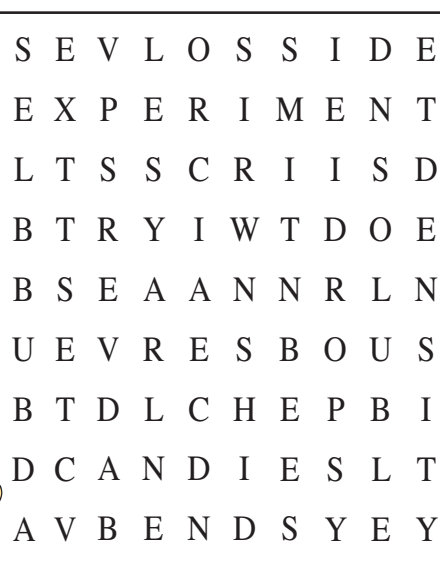 S E V L O S S I D E
E X P E R I M E N T
L T S S C R I I S D
B T R Y I W T D O E
B S E A A N N R L N
U E V R E S B O U S
B T D L C H E P B I
D C A N D I E S L T
A V B E N D S Y E Y